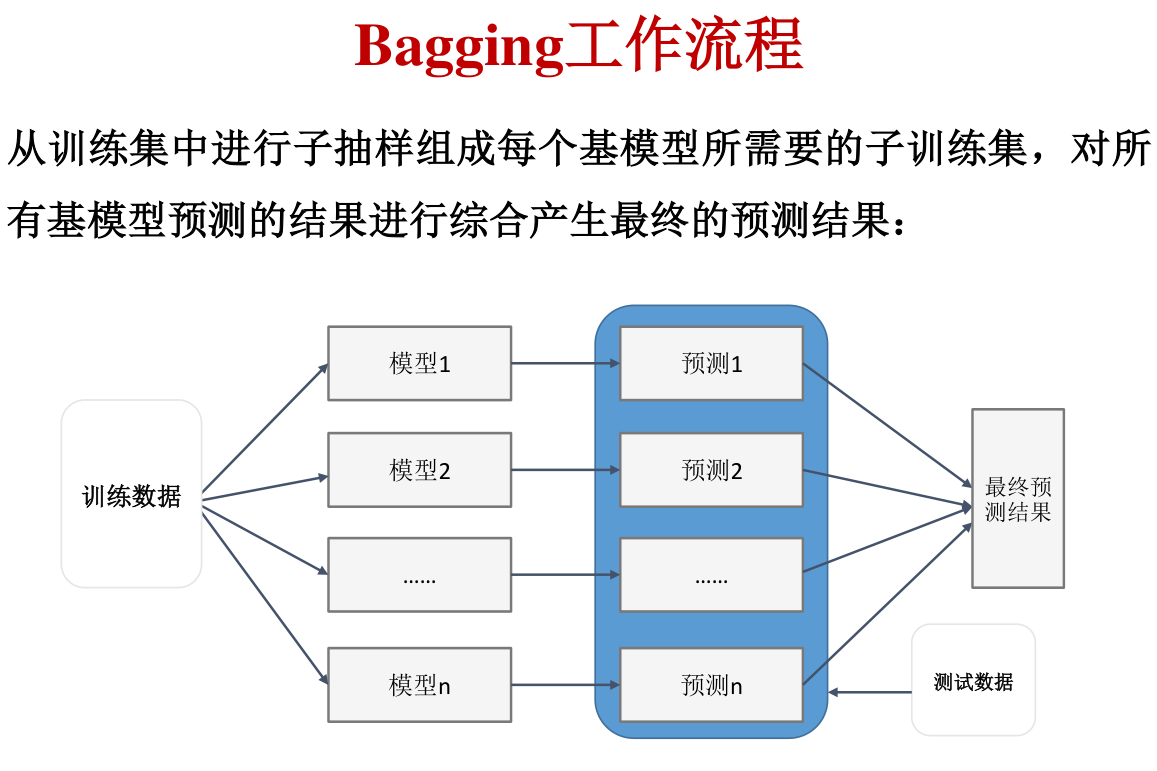 Bagging工作流程
从训练集中进行子抽样组成每个基模型所需要的子训练集，对所
有基模型预测的结果进行综合产生最终的预测结果：
训练数据
模型1
模型2
……
模型n
预测1
预测2
……
预测n
最终预
测结果
测试数据